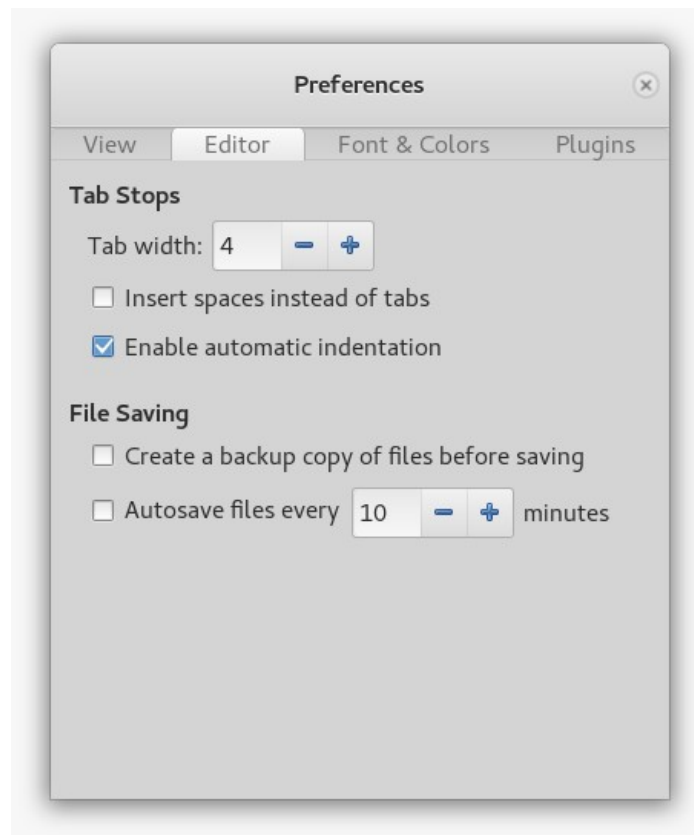 Preferences
View Editor Font & Colors Plugins
Tab Stops
Tab width: 4
Insert spaces instead of tabs
Enable automatic indentation
File Saving
Create a backup copy of files before saving
Autosave files every 10 minutes